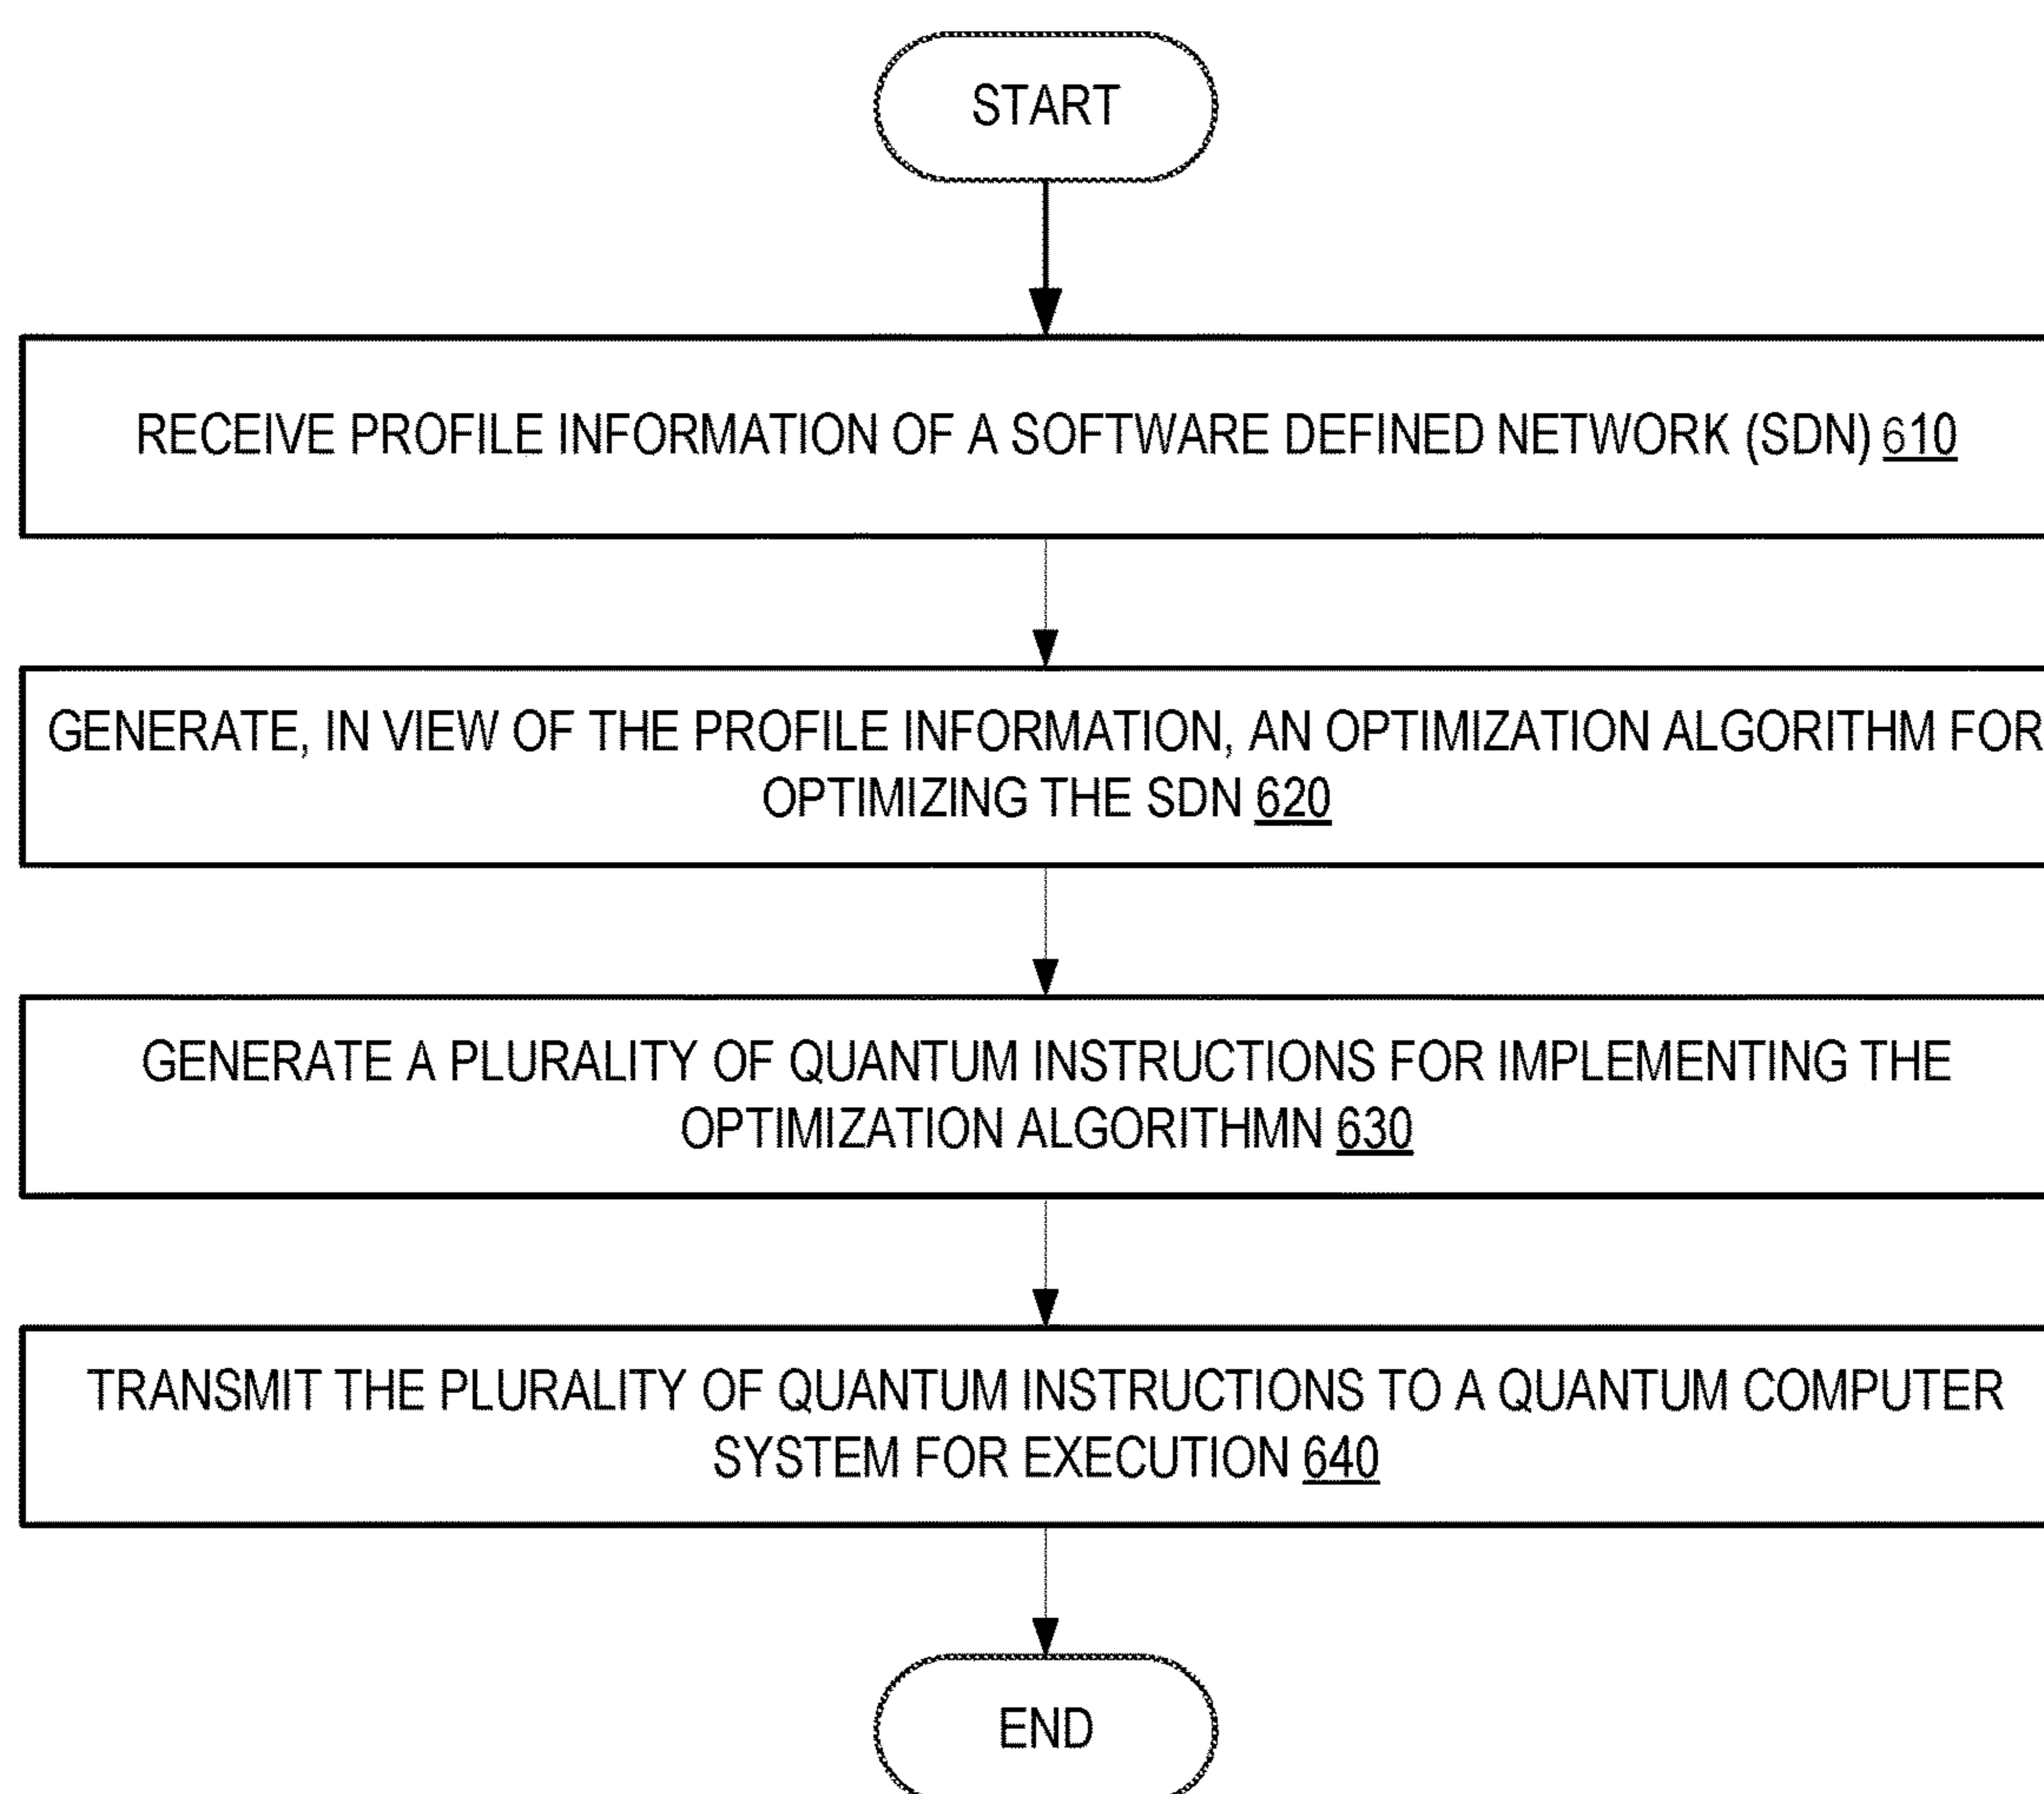 START
RECEIVE PROFILE INFORMATION OF A SOFTWARE DEFINED NETWORK (SDN) 610
GENERATE, IN VIEW OF THE PROFILE INFORMATION, AN OPTIMIZATION ALGORITHM FOR
OPTIMIZING THE SDN 620
GENERATE A PLURALITY OF QUANTUM INSTRUCTIONS FOR IMPLEMENTING THE
OPTIMIZATION ALGORITHMN 630
TRANSMIT THE PLURALITY OF QUANTUM INSTRUCTIONS TO A QUANTUM COMPUTER
SYSTEM FOR EXECUTION 640
END